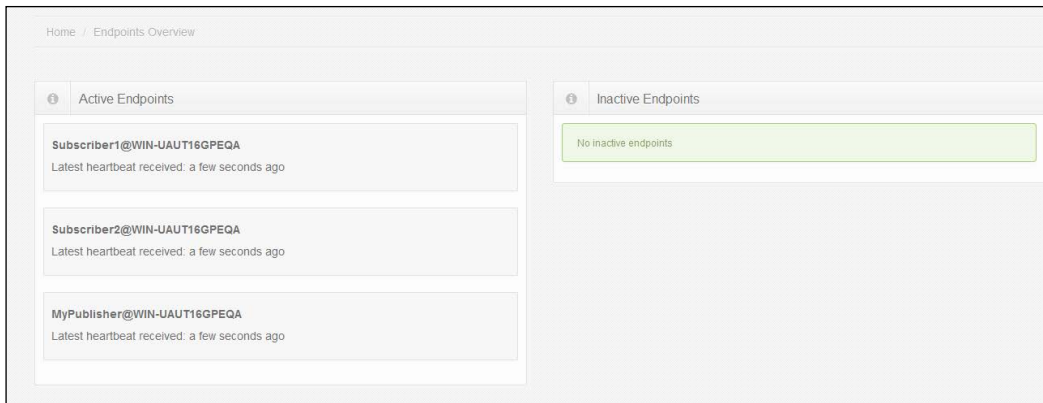 Home / Endpoints Overview
Active Endpoints
Subscriber1@WIN-UAUT16GPEQA
Latest heartbeat received: a few seconds ago
Subscriber2@WIN-UAUT16GPEQA
Latest heartbeat received: a few seconds ago
MyPublisher@WIN-UAUT16GPEQA
Latest heartbeat received: a few seconds ago
Inactive Endpoints
No inactive endpoints